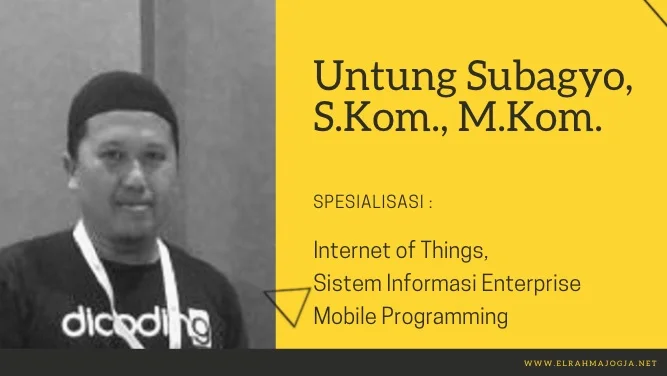 Untung Subagyo,
S.Kom., M.Kom.
SPESIALISASI :
Internet of Things,
Sistem Informasi Enterprise
Mobile Programming
dicoding
WWW.ELRAHMAJOGJA.NET